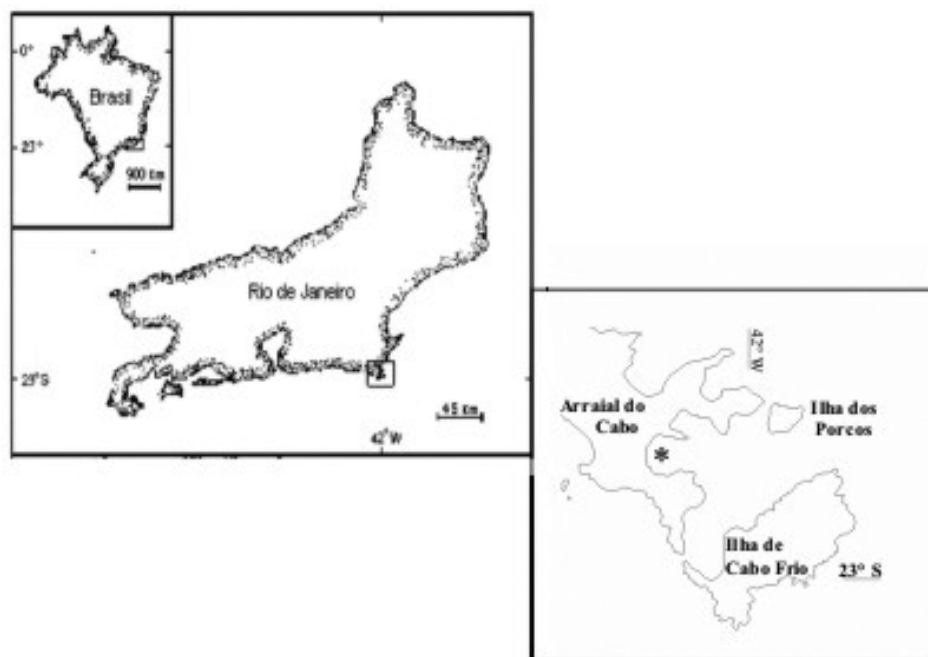 0°
Brasil
23°
900 Km
Rio de Janeiro
23°S
45 Km
42°W
42° W
Arraial do
Cabo
*
Ilha dos
Porcos
Ilha de
Cabo Frio
23° S